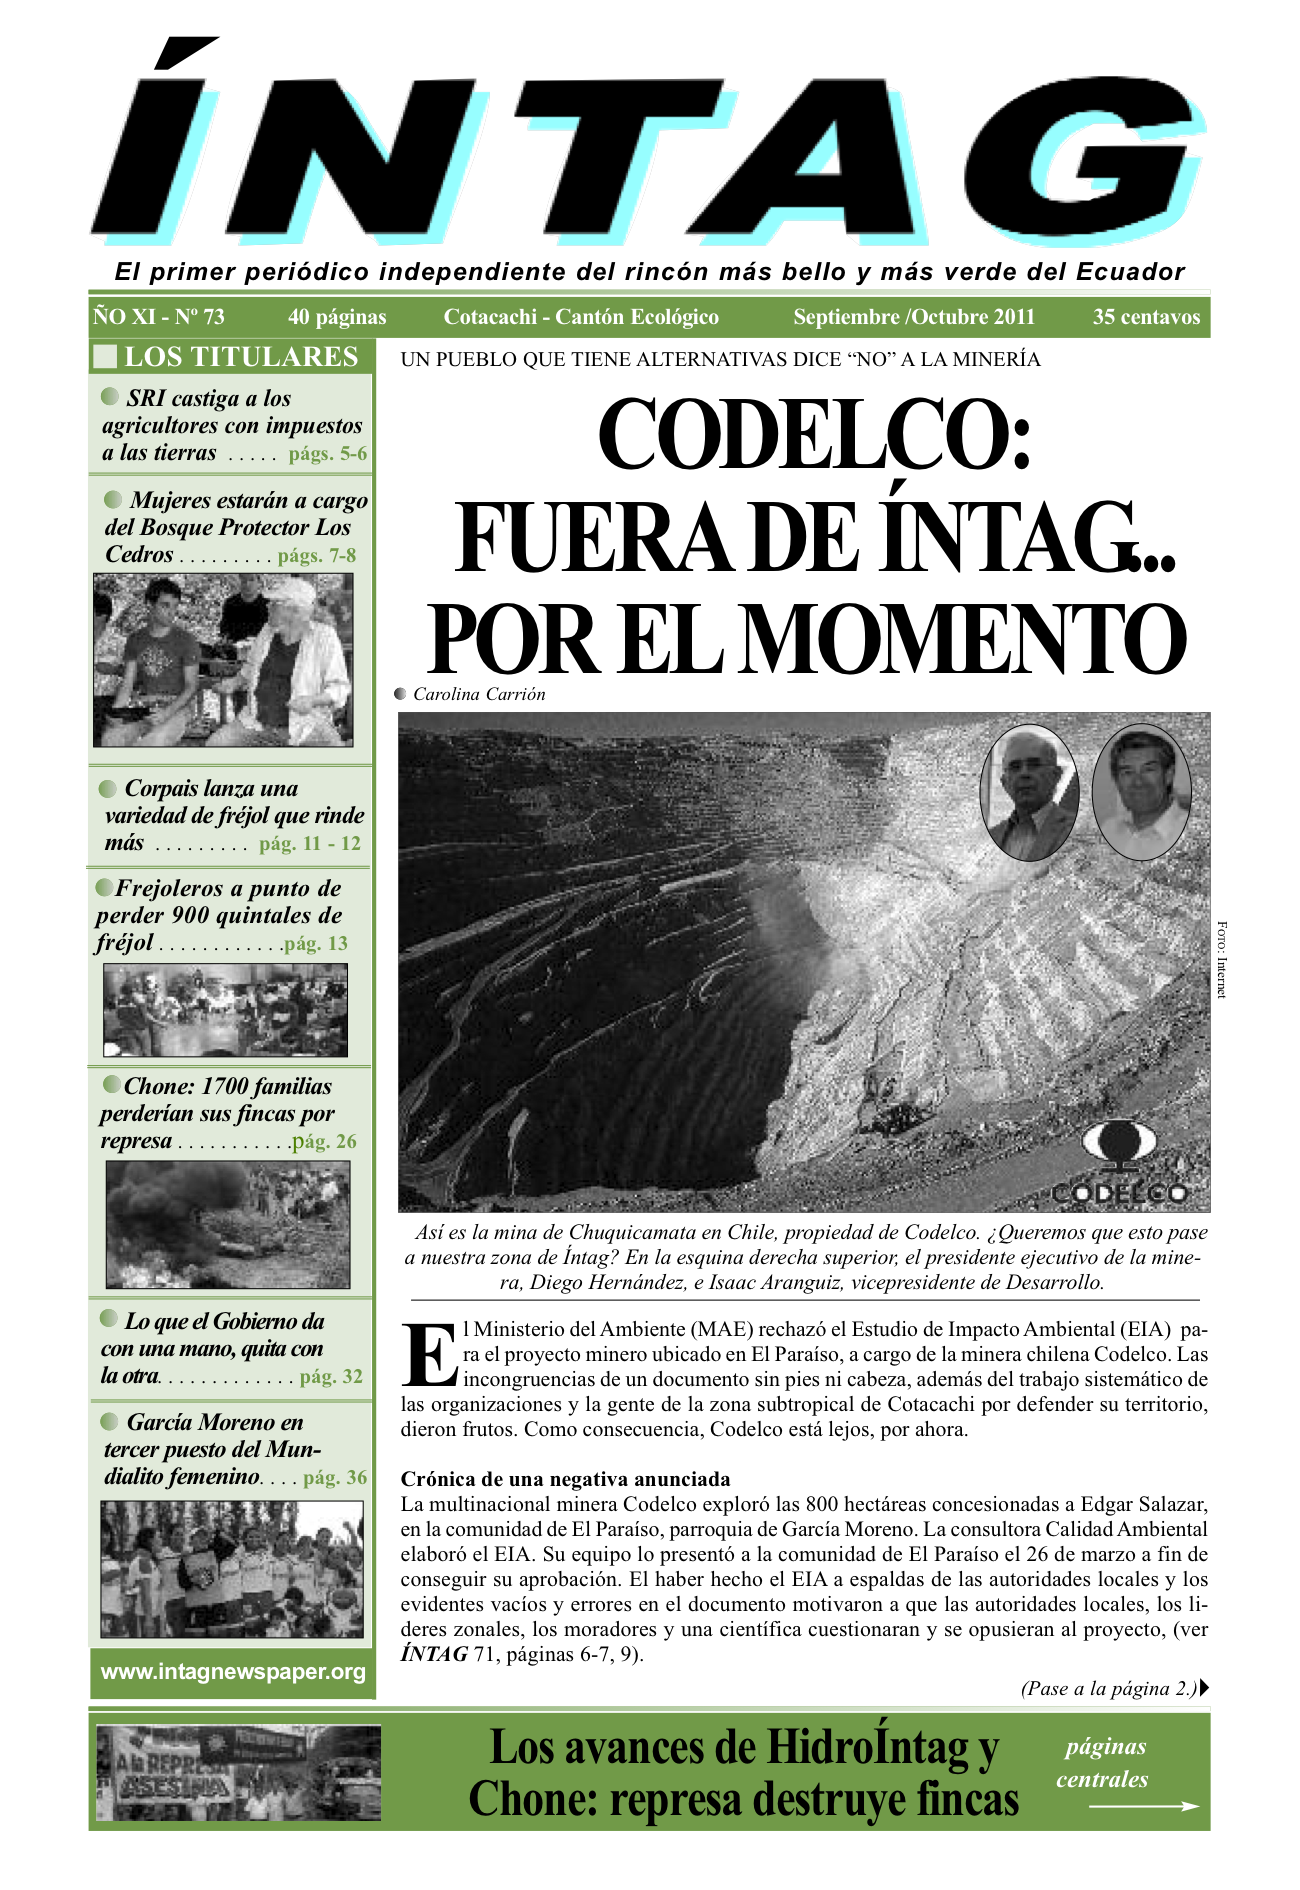 ÍNTAG
El primer periódico independiente del rincón más bello y más verde del Ecuador
ÑO XI - Nº 73 40 páginas Cotacachi - Cantón Ecológico Septiembre /Octubre 2011 35 centavos
LOS TITULARES
SRI castiga a los
agricultores con impuestos
a las tierras . . . . . págs. 5-6
Mujeres estarán a cargo
del Bosque Protector Los
Cedros . . . . . . . . . págs. 7-8
Corpais lanza una
variedad de fréjol que rinde
más . . . . . . . . . pág. 11 - 12
Frejoleros a punto de
perder 900 quintales de
fréjol . . . . . . . . . . . .pág. 13
Chone: 1700 familias
perderían sus fincas por
represa . . . . . . . . . . .pág. 26
Lo que el Gobierno da
con una mano, quita con
la otra. . . . . . . . . . . . . pág. 32
García Moreno en
tercer puesto del Mun-
dialito femenino. . . . pág. 36
www.intagnewspaper.org
UN PUEBLO QUE TIENE ALTERNATIVAS DICE “NO” A LA MINERÍA
CODELCO:
FUERA DE ÍNTAG...
POR EL MOMENTO
Carolina Carrión
CODELCO
FOTO: Internet
Así es la mina de Chuquicamata en Chile, propiedad de Codelco. ¿Queremos que esto pase
a nuestra zona de Íntag? En la esquina derecha superior, el presidente ejecutivo de la mine-
ra, Diego Hernández, e Isaac Aranguiz, vicepresidente de Desarrollo.
El Ministerio del Ambiente (MAE) rechazó el Estudio de Impacto Ambiental (EIA) pa-
ra el proyecto minero ubicado en El Paraíso, a cargo de la minera chilena Codelco. Las
incongruencias de un documento sin pies ni cabeza, además del trabajo sistemático de
las organizaciones y la gente de la zona subtropical de Cotacachi por defender su territorio,
dieron frutos. Como consecuencia, Codelco está lejos, por ahora.
Crónica de una negativa anunciada
La multinacional minera Codelco exploró las 800 hectáreas concesionadas a Edgar Salazar,
en la comunidad de El Paraíso, parroquia de García Moreno. La consultora Calidad Ambiental
elaboró el EIA. Su equipo lo presentó a la comunidad de El Paraíso el 26 de marzo a fin de
conseguir su aprobación. El haber hecho el EIA a espaldas de las autoridades locales y los
evidentes vacíos y errores en el documento motivaron a que las autoridades locales, los lí-
deres zonales, los moradores y una científica cuestionaran y se opusieran al proyecto, (ver
ÍNTAG 71, páginas 6-7, 9).
(Pase a la página 2.)
A la REPRESA
ASESINA
Los avances de HidroÍntag y
Chone: represa destruye fincas
páginas
centrales